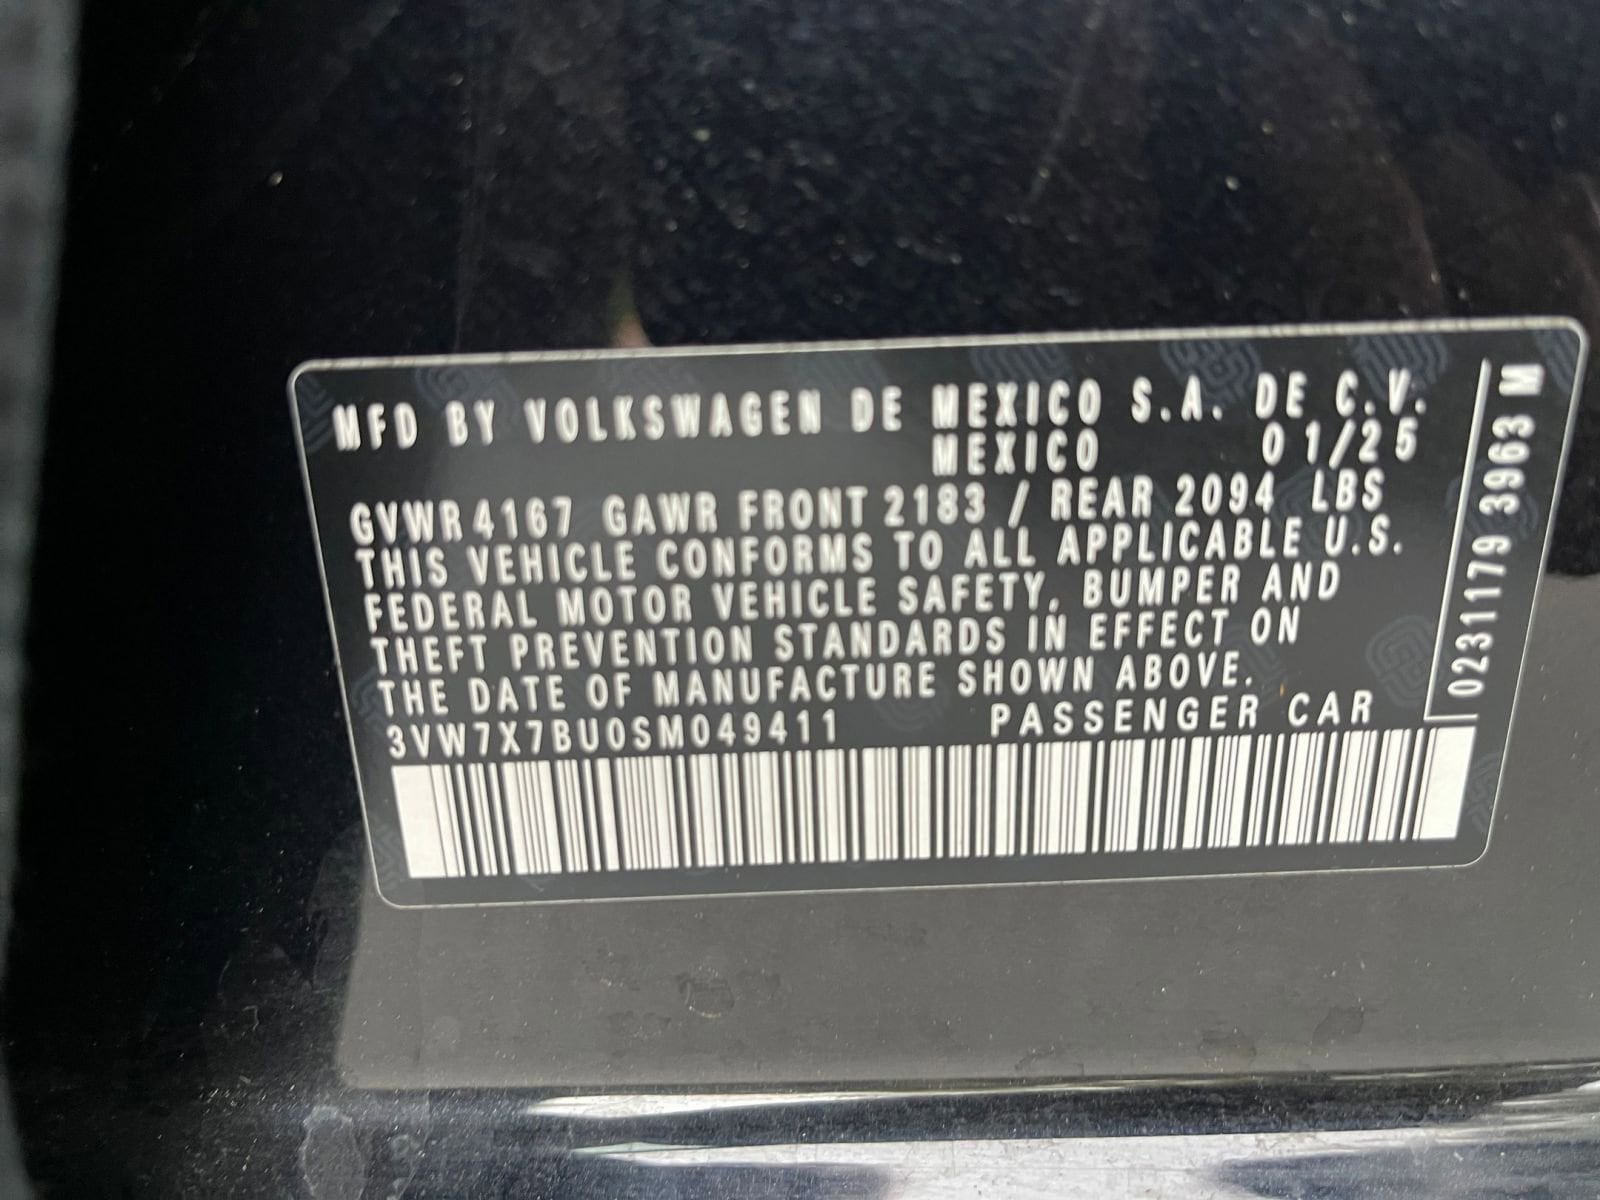 MFD BY VOLKSWAGEN DE MEXICO S.A. DE C.V.
MEXICO 01/25
GVWR 4167 GAWR FRONT 2183 / REAR 2094 LBS
THIS VEHICLE CONFORMS TO ALL APPLICABLE U.S.
FEDERAL MOTOR VEHICLE SAFETY, BUMPER AND
THEFT PREVENTION STANDARDS IN EFFECT ON
THE DATE OF MANUFACTURE SHOWN ABOVE.
3VW7X7BU0SM049411 PASSENGER CAR
0231179 3963 M